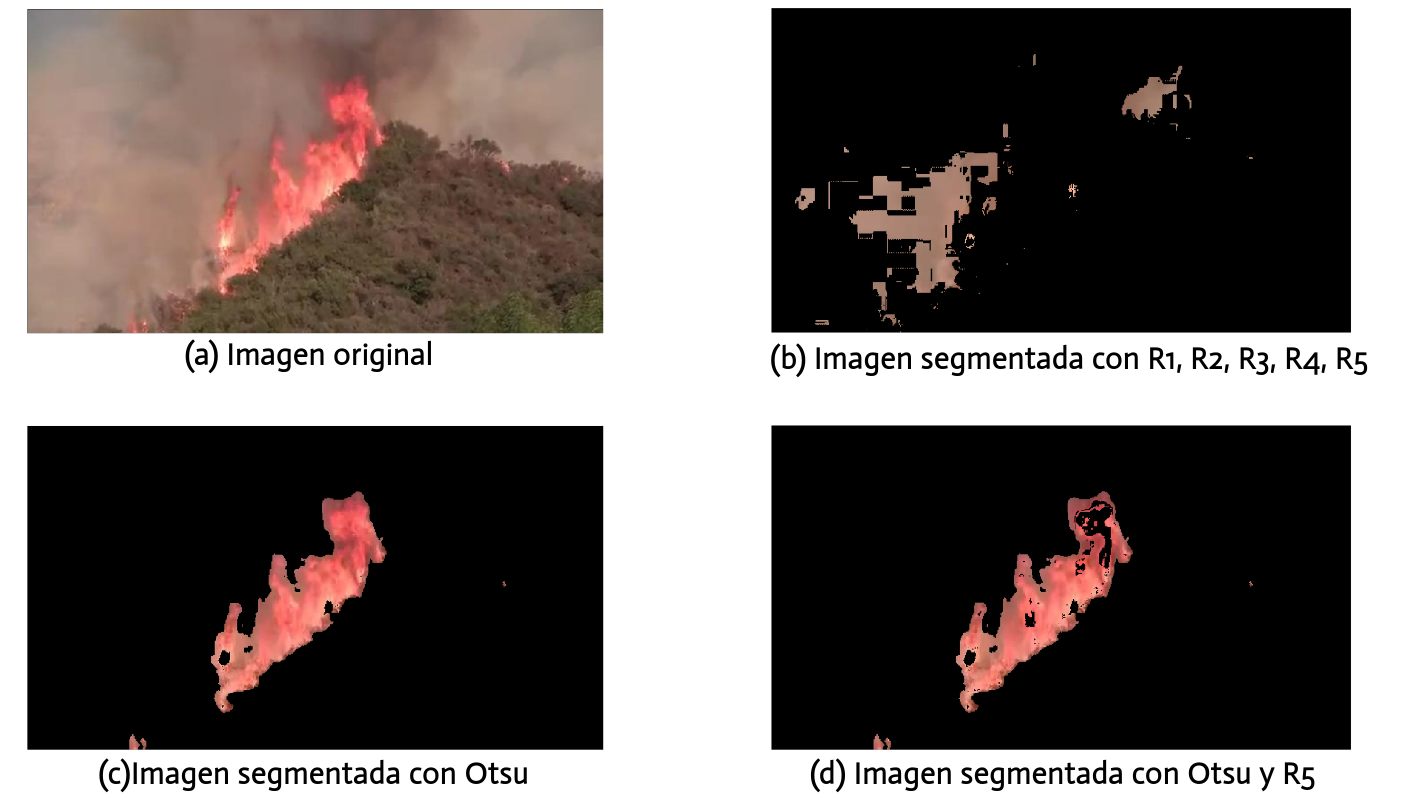 (a) Imagen original
(b) Imagen segmentada con R1, R2, R3, R4, R5
(c)Imagen segmentada con Otsu
(d) Imagen segmentada con Otsu y R5